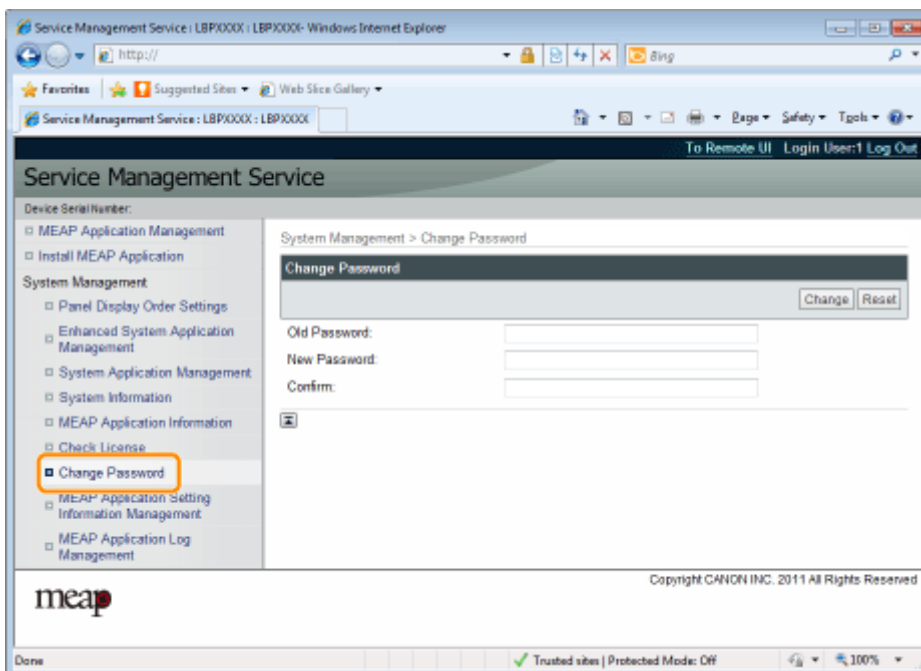 Service Management Service : LBPXXXX : LBPXXXX- Windows Internet Explorer
http://
Bing
Favorites Suggested Sites Web Slice Gallery
Service Management Service : LBPXXXX : LBPXXXX
Page Safety Tools
To Remote UI Login User:1 Log Out
Service Management Service
Device Serial Number:
MEAP Application Management
Install MEAP Application
System Management
Panel Display Order Settings
Enhanced System Application
Management
System Application Management
System Information
MEAP Application Information
Check License
Change Password
MEAP Application Setting
Information Management
MEAP Application Log
Management
System Management > Change Password
Change Password
Change Reset
Old Password:
New Password:
Confirm:
Copyright CANON INC. 2011 All Rights Reserved
meap
Done
Trusted sites | Protected Mode: Off
100%